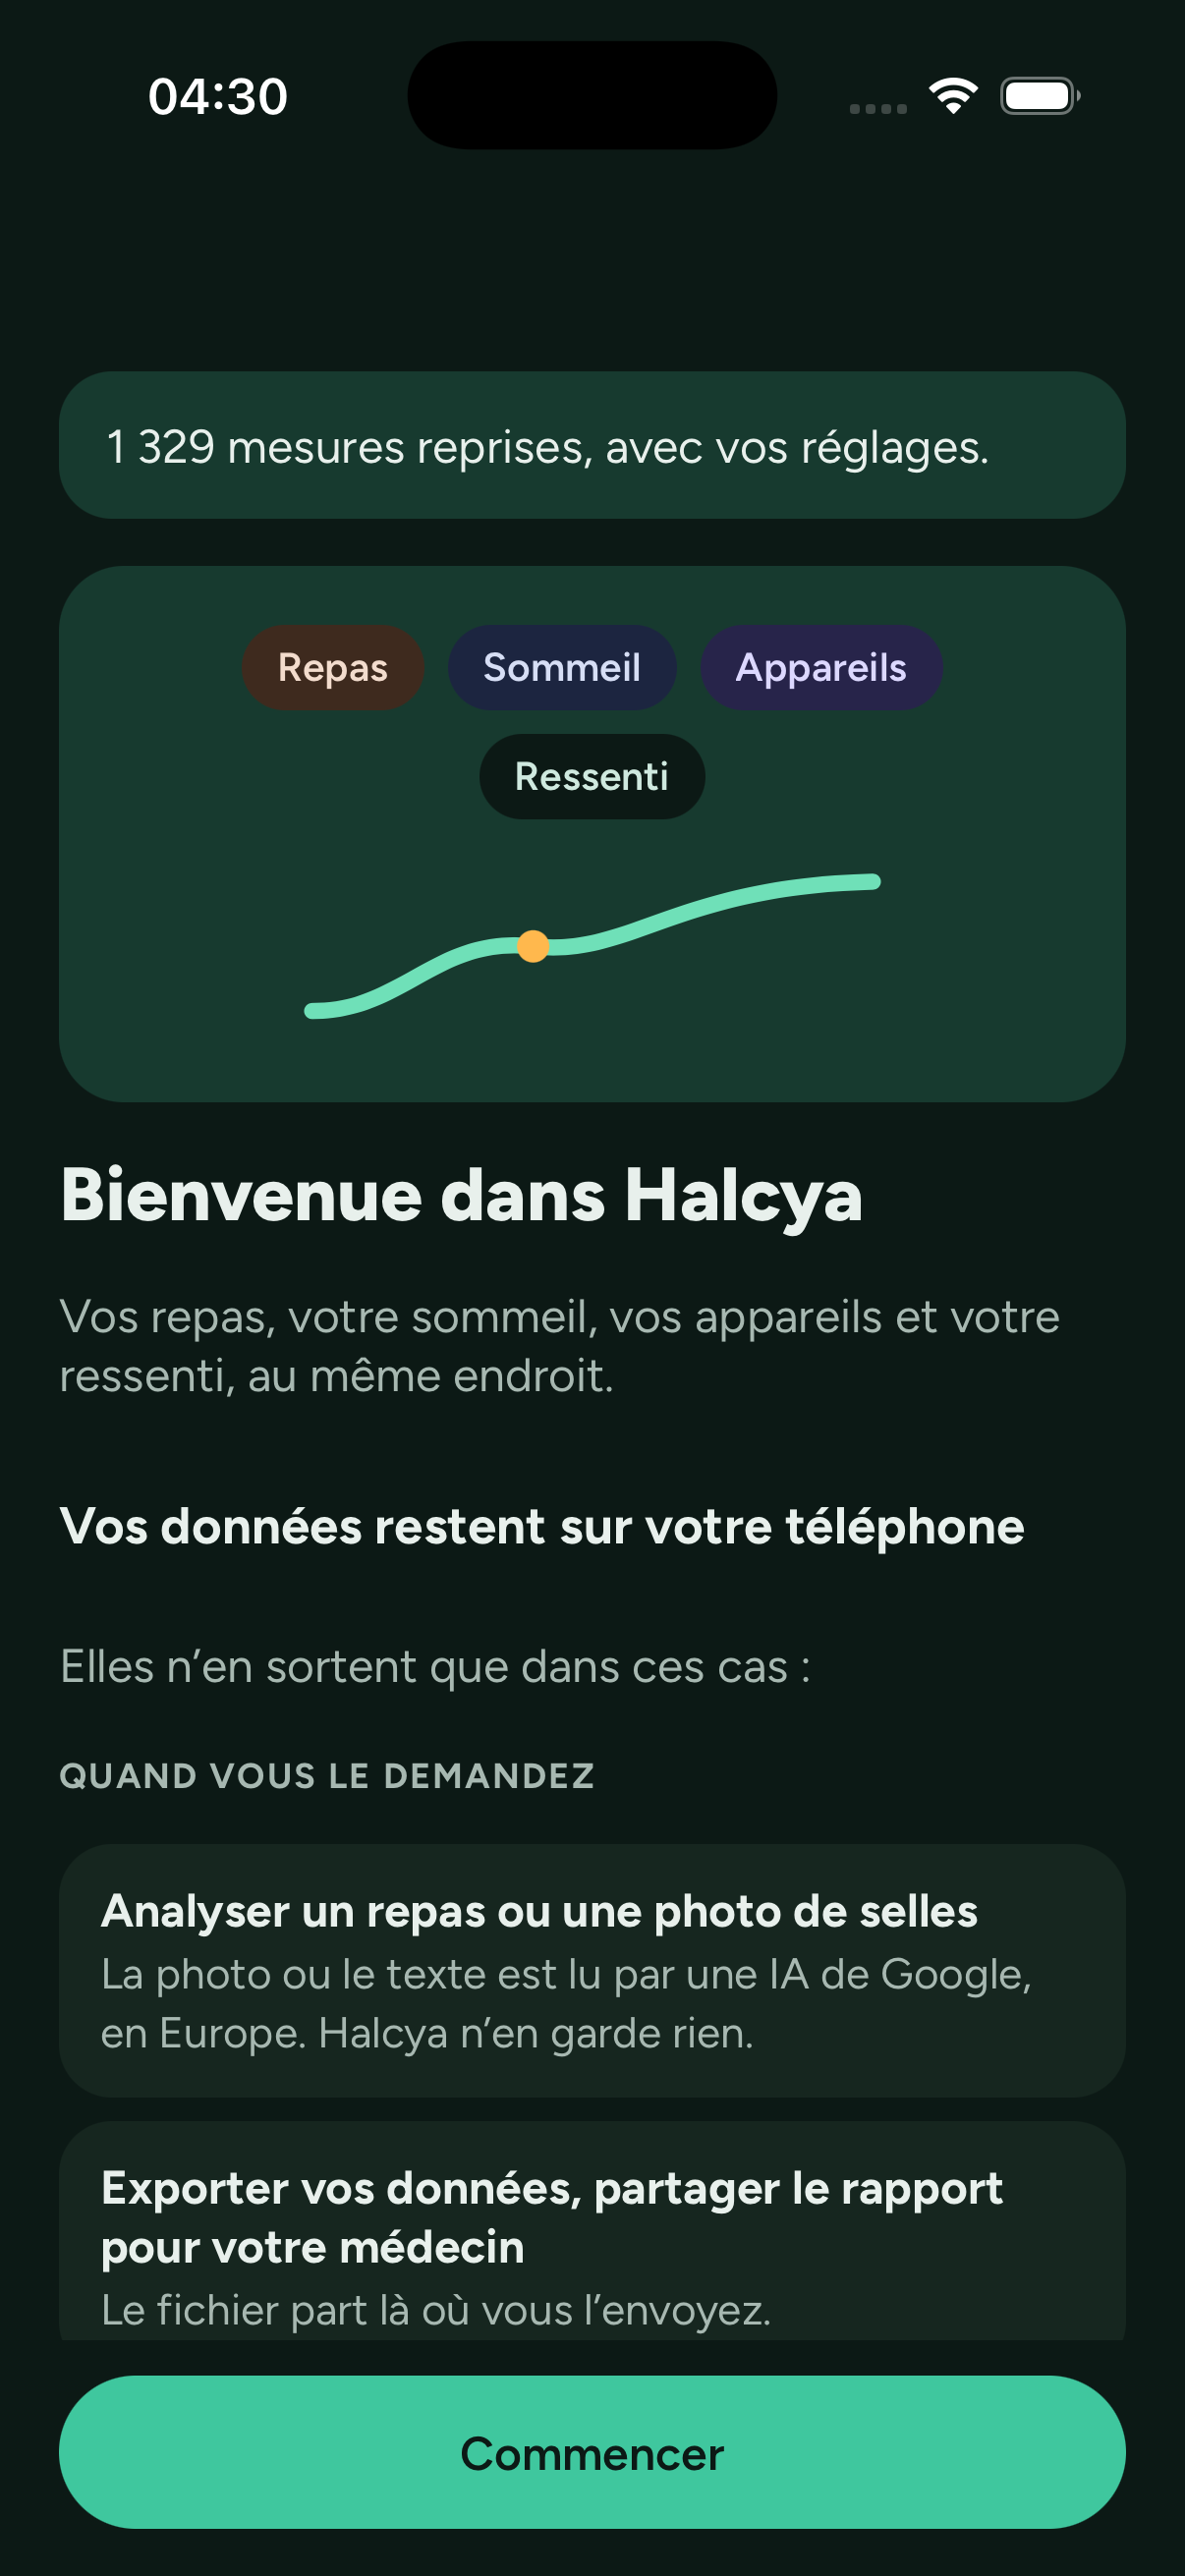 04:30
1 329 mesures reprises, avec vos réglages.
Repas
Sommeil
Appareils
Ressenti
Bienvenue dans Halcya
Vos repas, votre sommeil, vos appareils et votre
ressenti, au même endroit.
Vos données restent sur votre téléphone
Elles n’en sortent que dans ces cas :
QUAND VOUS LE DEMANDEZ
Analyser un repas ou une photo de selles
La photo ou le texte est lu par une IA de Google,
en Europe. Halcya n’en garde rien.
Exporter vos données, partager le rapport
pour votre médecin
Le fichier part là où vous l’envoyez.
Commencer